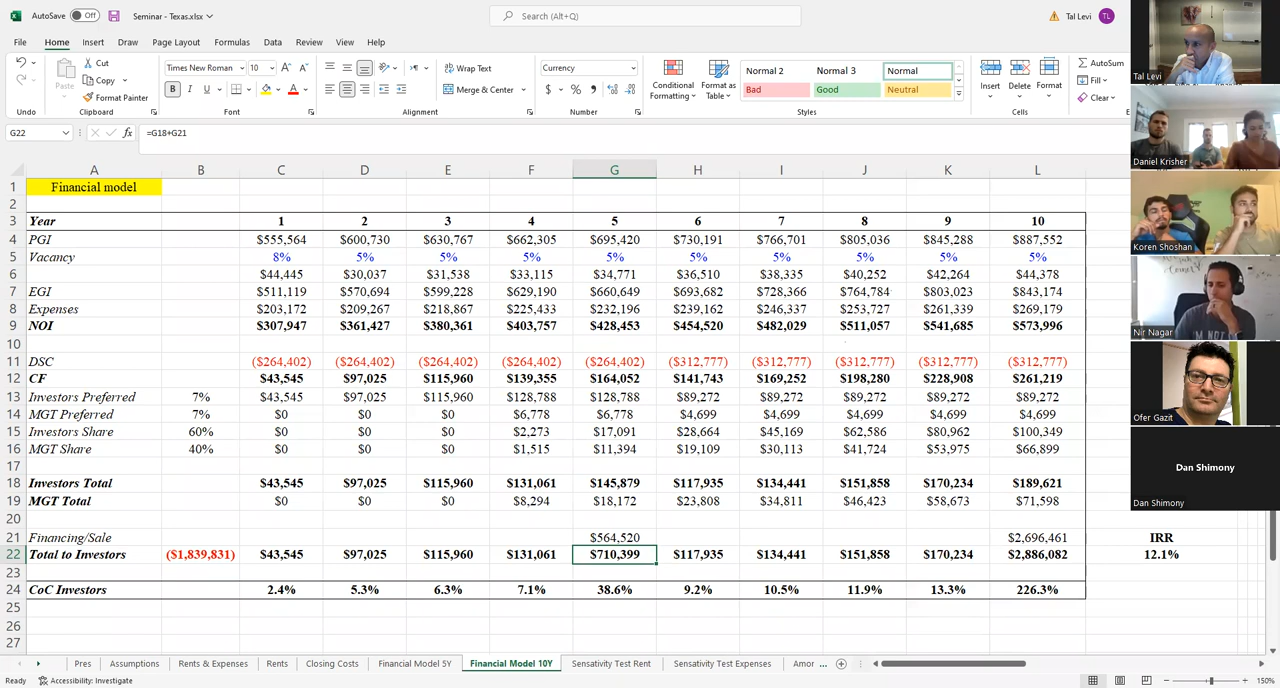 AutoSave Off Seminar - Texas.xlsx Search (Alt+Q) Tal Levi TL
File Home Insert Draw Page Layout Formulas Data Review View Help
Cut Times New Roman 10 Wrap Text Currency Normal 2 Normal 3 Normal AutoSum
Paste Copy Conditional Formatting Format as Table Insert Delete Format Fill
Format Painter B I U Merge & Center $ % Bad Good Neutral Clear
Undo Clipboard Font Alignment Number Styles Cells
G22 fx =G18+G21
A B C D E F G H I J K L
1 Financial model
2
3 Year 1 2 3 4 5 6 7 8 9 10
4 PGI $555,564 $600,730 $630,767 $662,305 $695,420 $730,191 $766,701 $805,036 $845,288 $887,552
5 Vacancy 8% 5% 5% 5% 5% 5% 5% 5% 5% 5%
6 $44,445 $30,037 $31,538 $33,115 $34,771 $36,510 $38,335 $40,252 $42,264 $44,378
7 EGI $511,119 $570,694 $599,228 $629,190 $660,649 $693,682 $728,366 $764,784 $803,023 $843,174
8 Expenses $203,172 $209,267 $218,867 $225,433 $232,196 $239,162 $246,337 $253,727 $261,339 $269,179
9 NOI $307,947 $361,427 $380,361 $403,757 $428,453 $454,520 $482,029 $511,057 $541,685 $573,996
10
11 DSC ($264,402) ($264,402) ($264,402) ($264,402) ($264,402) ($312,777) ($312,777) ($312,777) ($312,777) ($312,777)
12 CF $43,545 $97,025 $115,960 $139,355 $164,052 $141,743 $169,252 $198,280 $228,908 $261,219
13 Investors Preferred 7% $43,545 $97,025 $115,960 $128,788 $128,788 $89,272 $89,272 $89,272 $89,272 $89,272
14 MGT Preferred 7% $0 $0 $0 $6,778 $6,778 $4,699 $4,699 $4,699 $4,699 $4,699
15 Investors Share 60% $0 $0 $0 $2,273 $17,091 $28,664 $45,169 $62,586 $80,962 $100,349
16 MGT Share 40% $0 $0 $0 $1,515 $11,394 $19,109 $30,113 $41,724 $53,975 $66,899
17
18 Investors Total $43,545 $97,025 $115,960 $131,061 $145,879 $117,935 $134,441 $151,858 $170,234 $189,621
19 MGT Total $0 $0 $0 $8,294 $18,172 $23,808 $34,811 $46,423 $58,673 $71,598
20
21 Financing/Sale $564,520 $2,696,461 IRR
22 Total to Investors ($1,839,831) $43,545 $97,025 $115,960 $131,061 $710,399 $117,935 $134,441 $151,858 $170,234 $2,886,082 12.1%
23
24 CoC Investors 2.4% 5.3% 6.3% 7.1% 38.6% 9.2% 10.5% 11.9% 13.3% 226.3%
25
26
27
Pres Assumptions Rents & Expenses Rents Closing Costs Financial Model 5Y Financial Model 10Y Sensativity Test Rent Sensativity Test Expenses Amor ...
Ready Accessibility: Investigate 150%
Tal Levi
Daniel Krisher
Koren Shoshan
Nir Nagar
Ofer Gazit
Dan Shimony
Dan Shimony